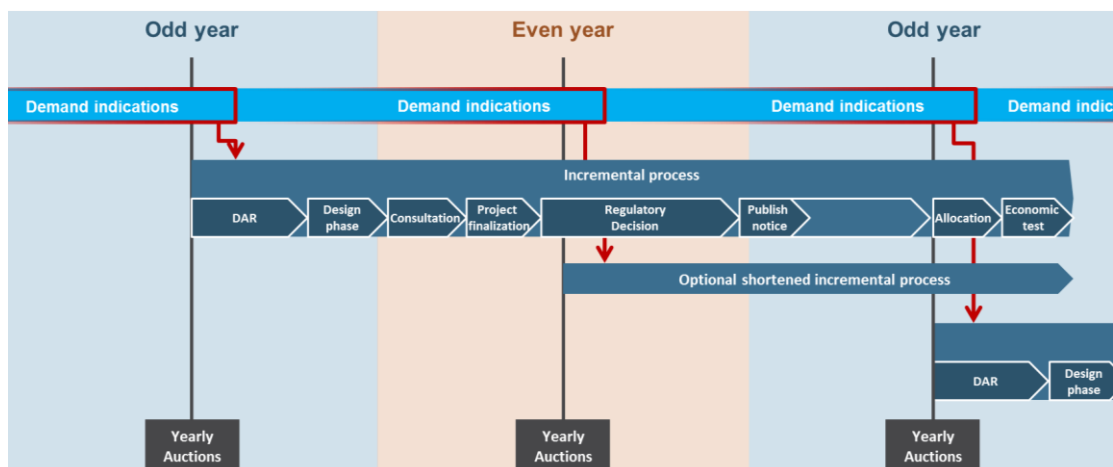 Odd year
Even year
Odd year
Demand indications
Demand indications
Demand indications
Demand indic
Incremental process
DAR
Design
phase
Consultation
Project
finalization
Regulatory
Decision
Publish
notice
Allocation
Economic
test
Optional shortened incremental process
DAR
Design
phase
Yearly
Auctions
Yearly
Auctions
Yearly
Auctions